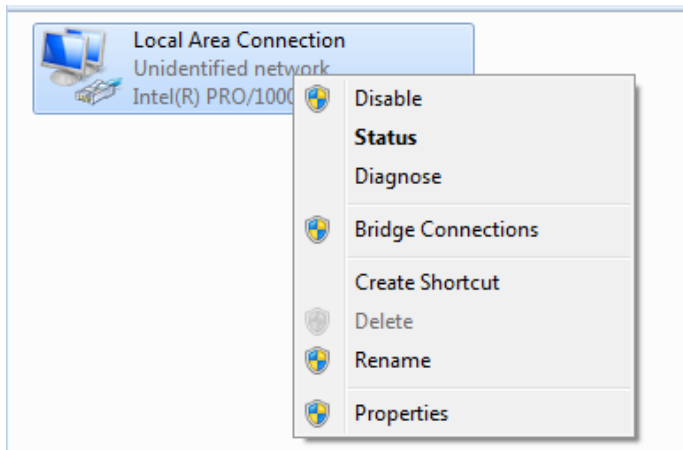 Local Area Connection
Unidentified network
Intel(R) PRO/1000
Disable
Status
Diagnose
Bridge Connections
Create Shortcut
Delete
Rename
Properties